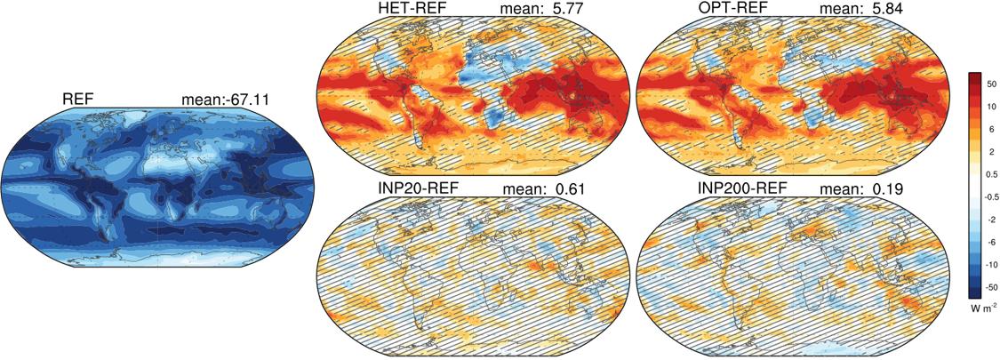 HET-REF mean: 5.77
OPT-REF mean: 5.84
REF mean:-67.11
INP20-REF mean: 0.61
INP200-REF mean: 0.19
50
10
6
2
0.5
-0.5
-2
-6
-10
-50
W m-2